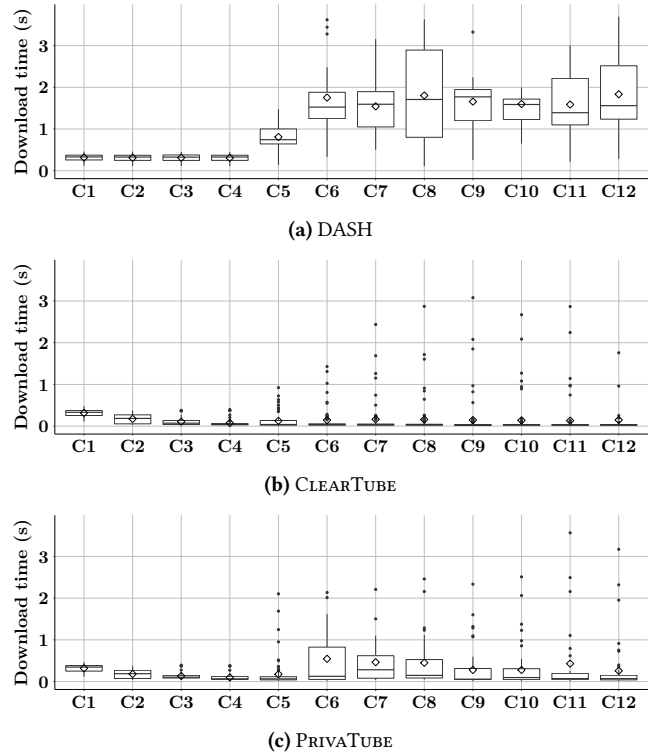 Download time (s)
3
2
1
0
C1 C2 C3 C4 C5 C6 C7 C8 C9 C10 C11 C12
(a) DASH
Download time (s)
3
2
1
0
C1 C2 C3 C4 C5 C6 C7 C8 C9 C10 C11 C12
(b) CLEARTUBE
Download time (s)
3
2
1
0
C1 C2 C3 C4 C5 C6 C7 C8 C9 C10 C11 C12
(c) PRIVATUBE